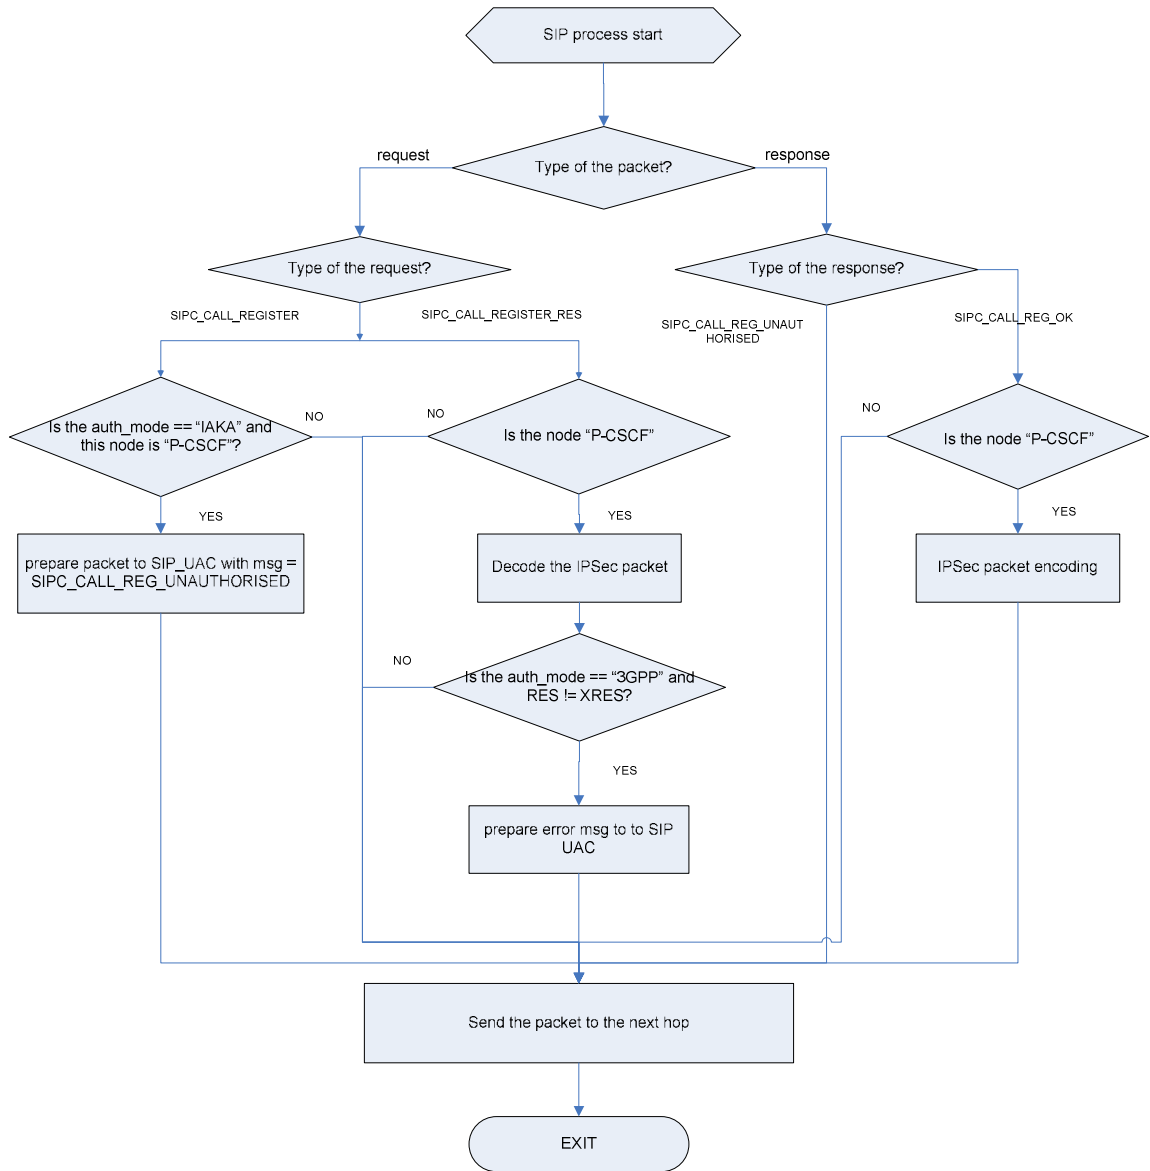 SIP process start
request
Type of the packet?
response
Type of the request?
Type of the response?
SIPC_CALL_REGISTER
SIPC_CALL_REGISTER_RES
SIPC_CALL_REG_UNAUT
HORISED
SIPC_CALL_REG_OK
Is the auth_mode == “IAKA” and
this node is “P-CSCF”?
NO
NO
Is the node “P-CSCF”
NO
Is the node “P-CSCF”
YES
YES
YES
prepare packet to SIP_UAC with msg =
SIPC_CALL_REG_UNAUTHORISED
Decode the IPSec packet
IPSec packet encoding
NO
Is the auth_mode == “3GPP” and
RES != XRES?
YES
prepare error msg to to SIP
UAC
Send the packet to the next hop
EXIT